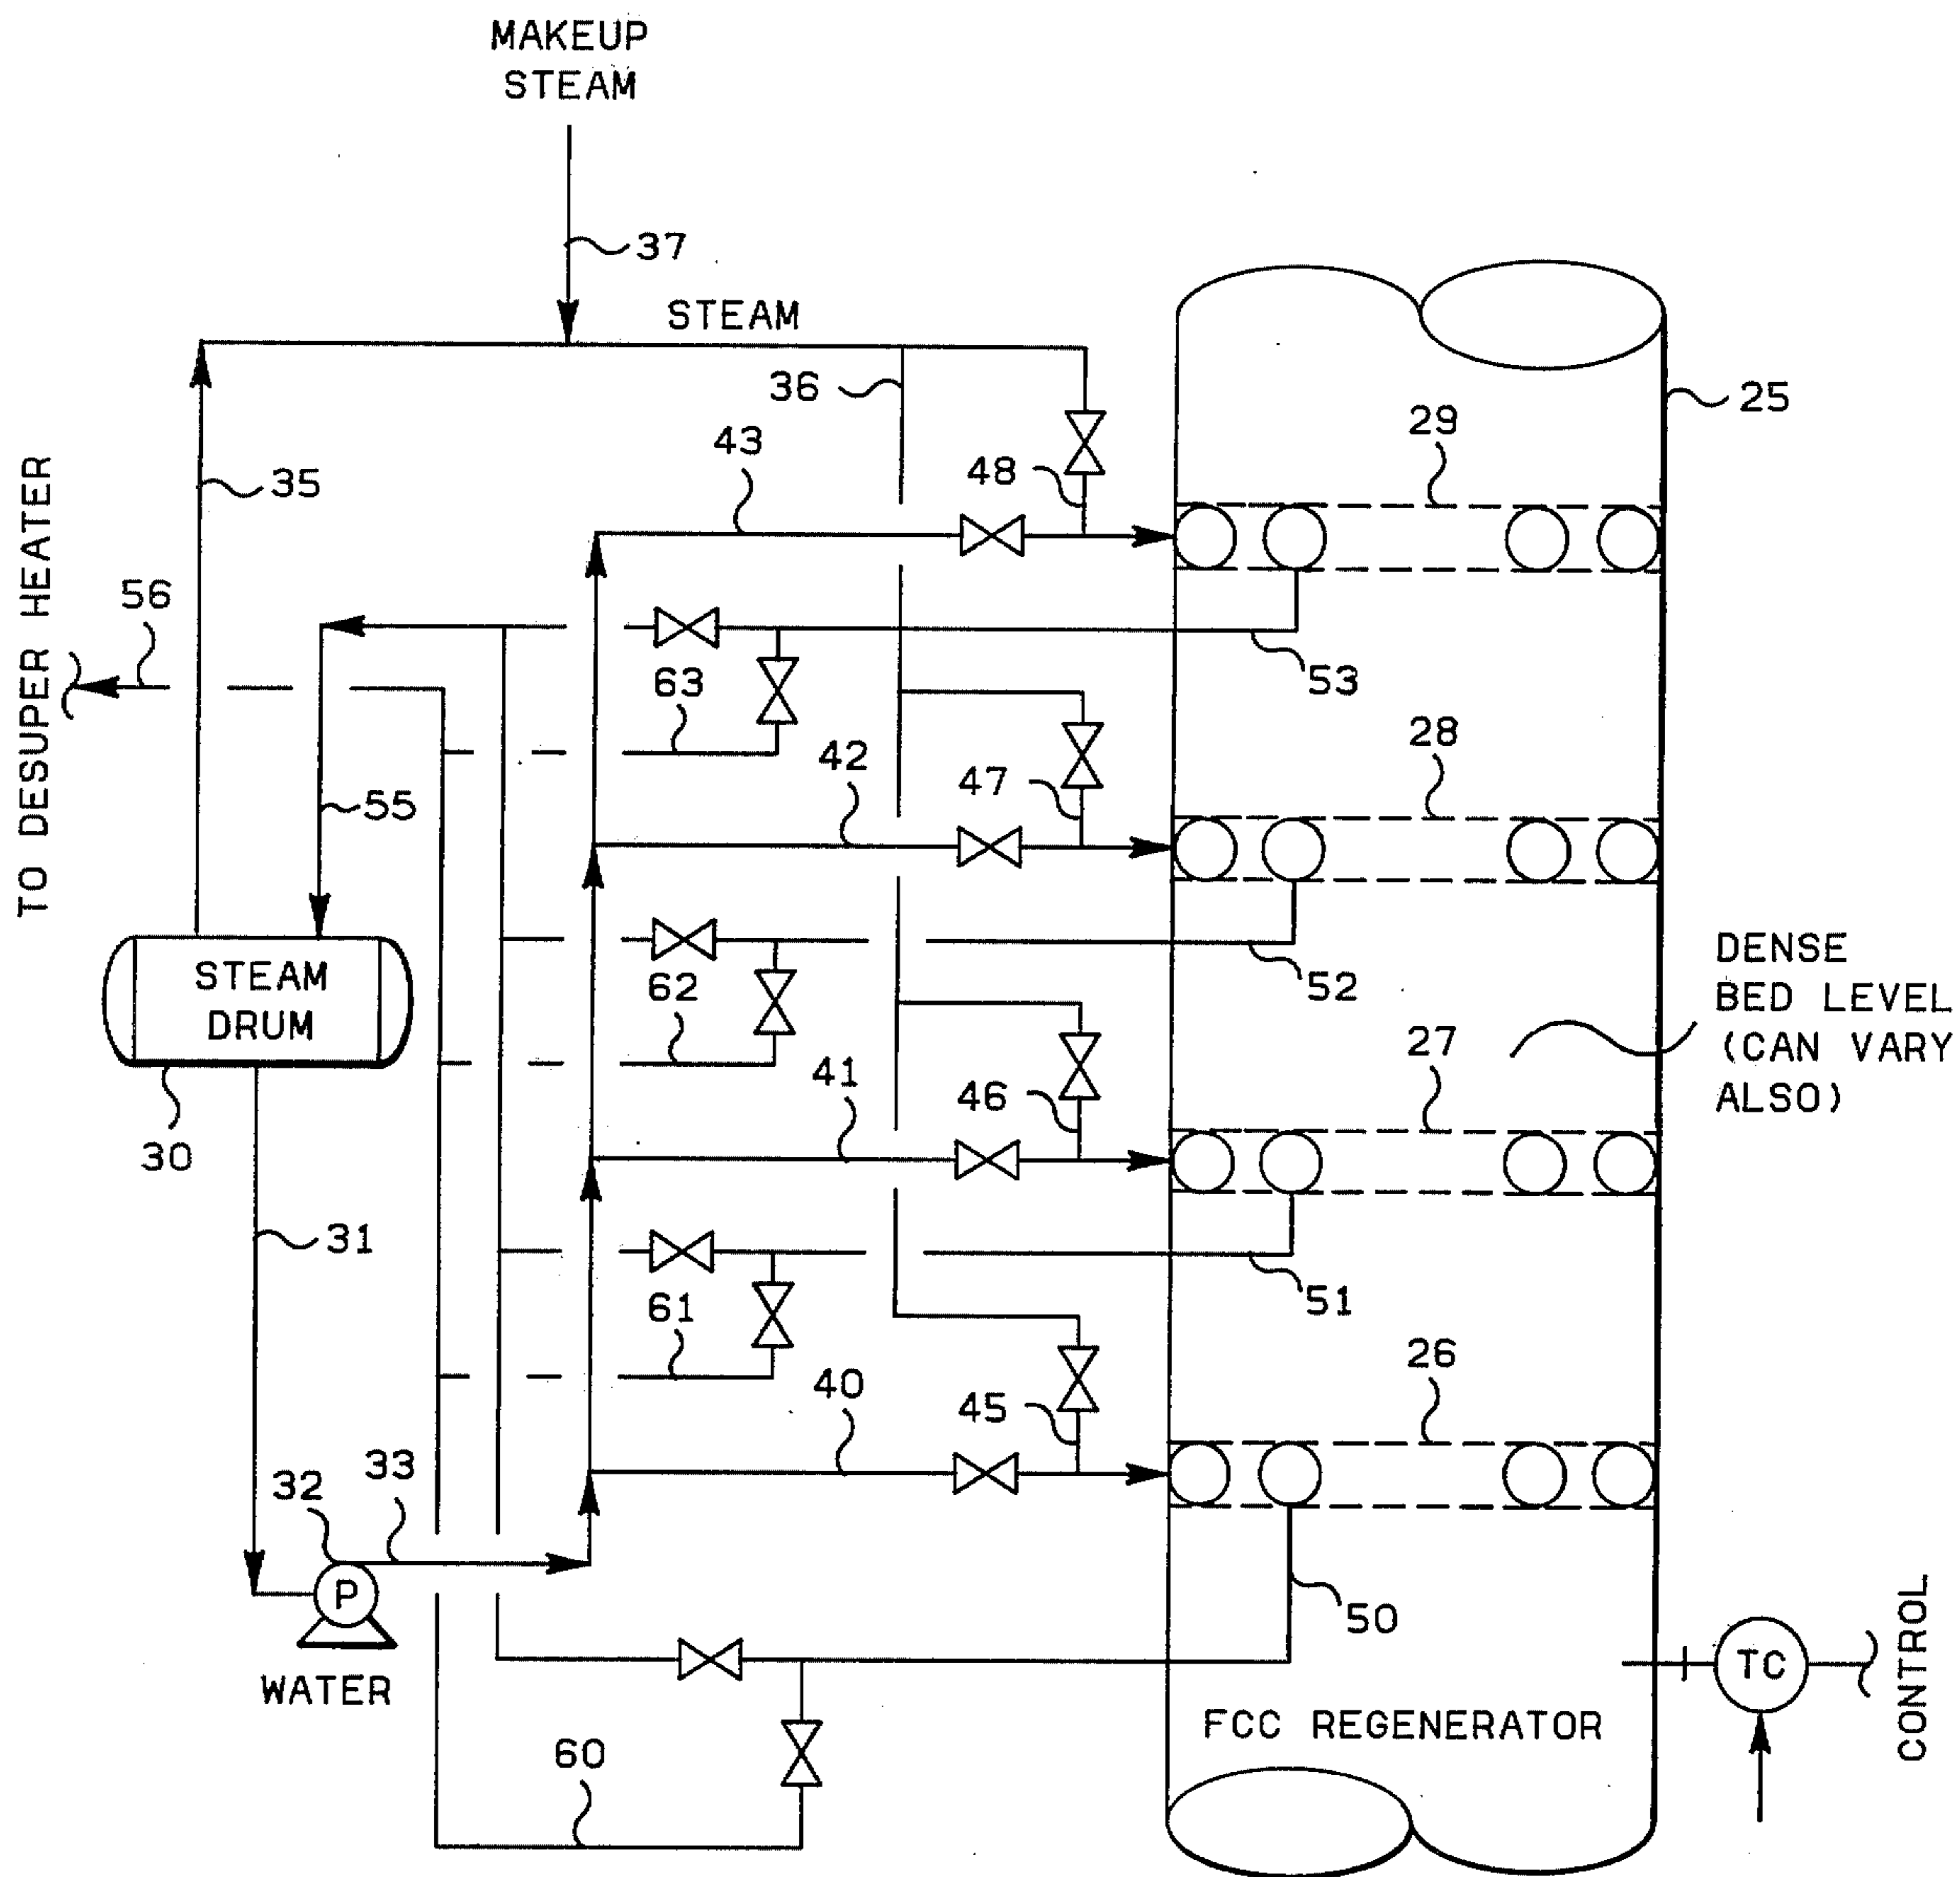 MAKEUP
STEAM
37
STEAM
36
25
29
43
48
35
TO DESUPER HEATER
56
63
53
28
42
47
55
STEAM
DRUM
62
52
DENSE
BED LEVEL
(CAN VARY
ALSO)
27
41
46
30
31
61
51
26
40
45
33
32
P
WATER
50
TC
CONTROL
FCC REGENERATOR
60